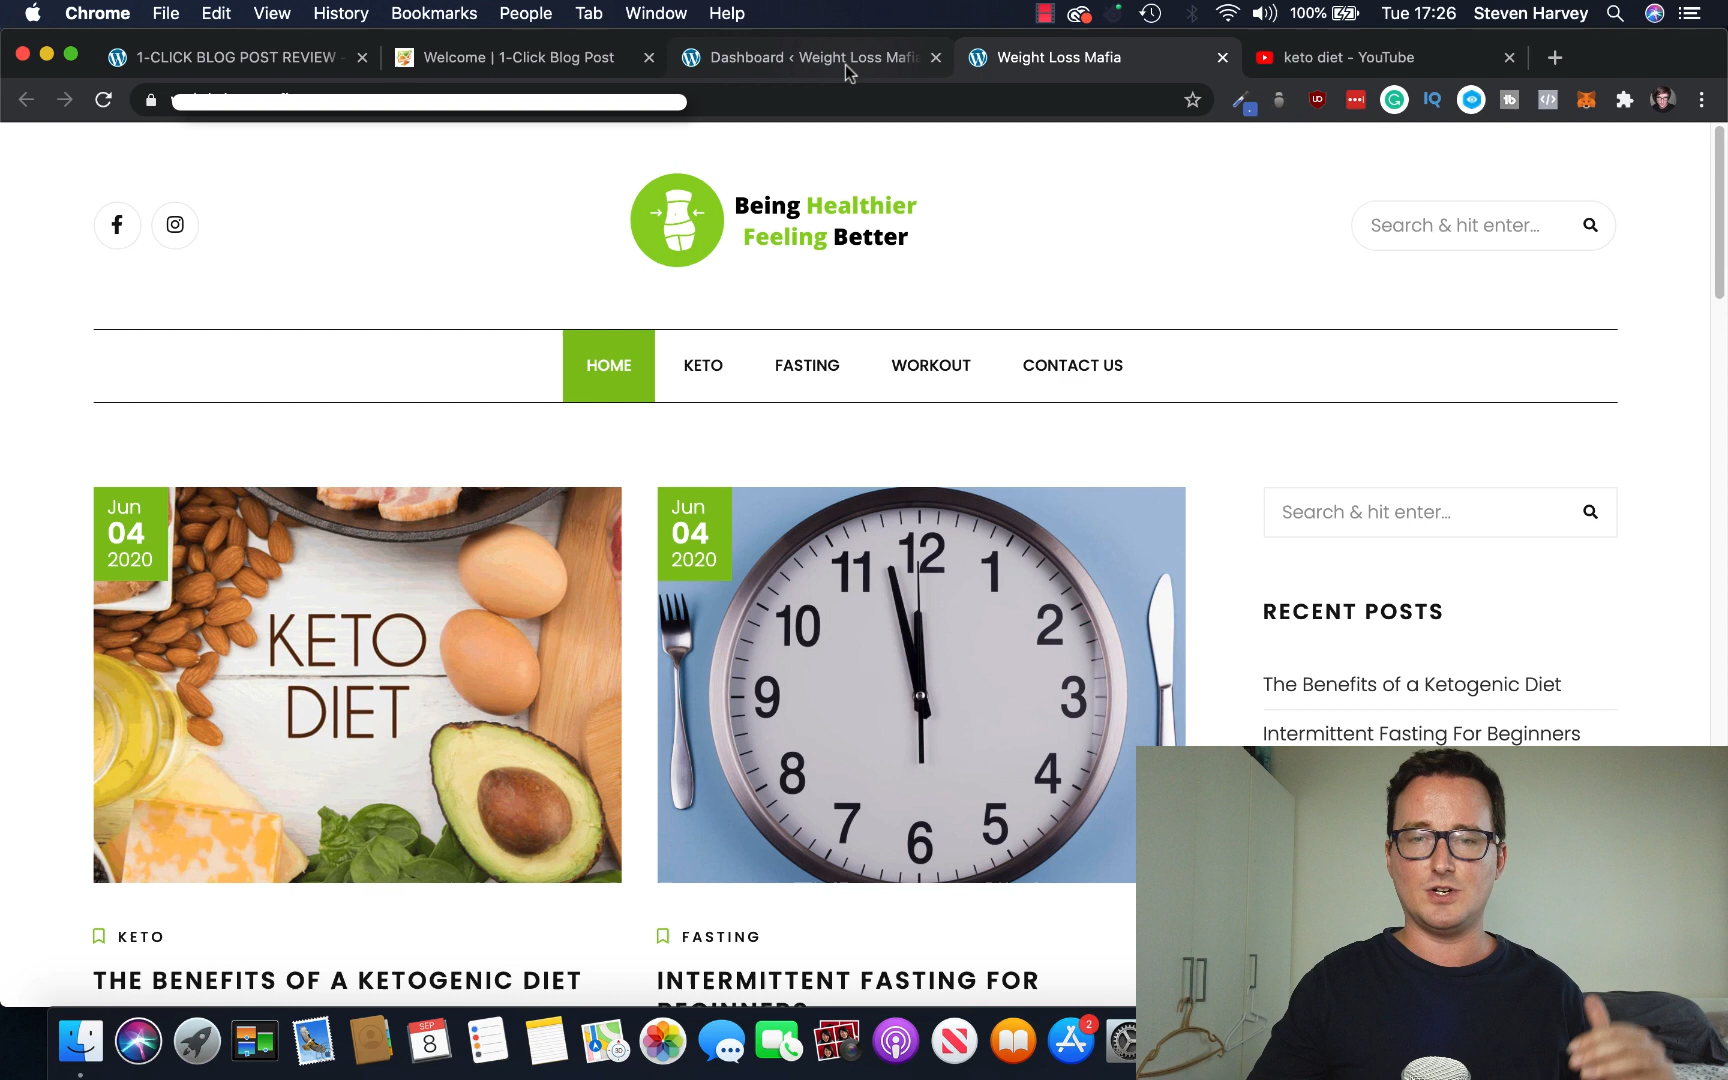 Chrome File Edit View History Bookmarks People Tab Window Help 100% Tue 17:26 Steven Harvey
1-CLICK BLOG POST REVIEW - Welcome | 1-Click Blog Post Dashboard ‹ Weight Loss Mafia Weight Loss Mafia keto diet - YouTube
Being Healthier
Feeling Better
Search & hit enter...
HOME KETO FASTING WORKOUT CONTACT US
Jun
04
2020
KETO
DIET
Jun
04
2020
12
1
2
3
4
5
6
7
8
9
10
11
Search & hit enter...
RECENT POSTS
The Benefits of a Ketogenic Diet
Intermittent Fasting For Beginners
KETO
THE BENEFITS OF A KETOGENIC DIET
FASTING
INTERMITTENT FASTING FOR
BEGINNERS
SEP
8
3D
2